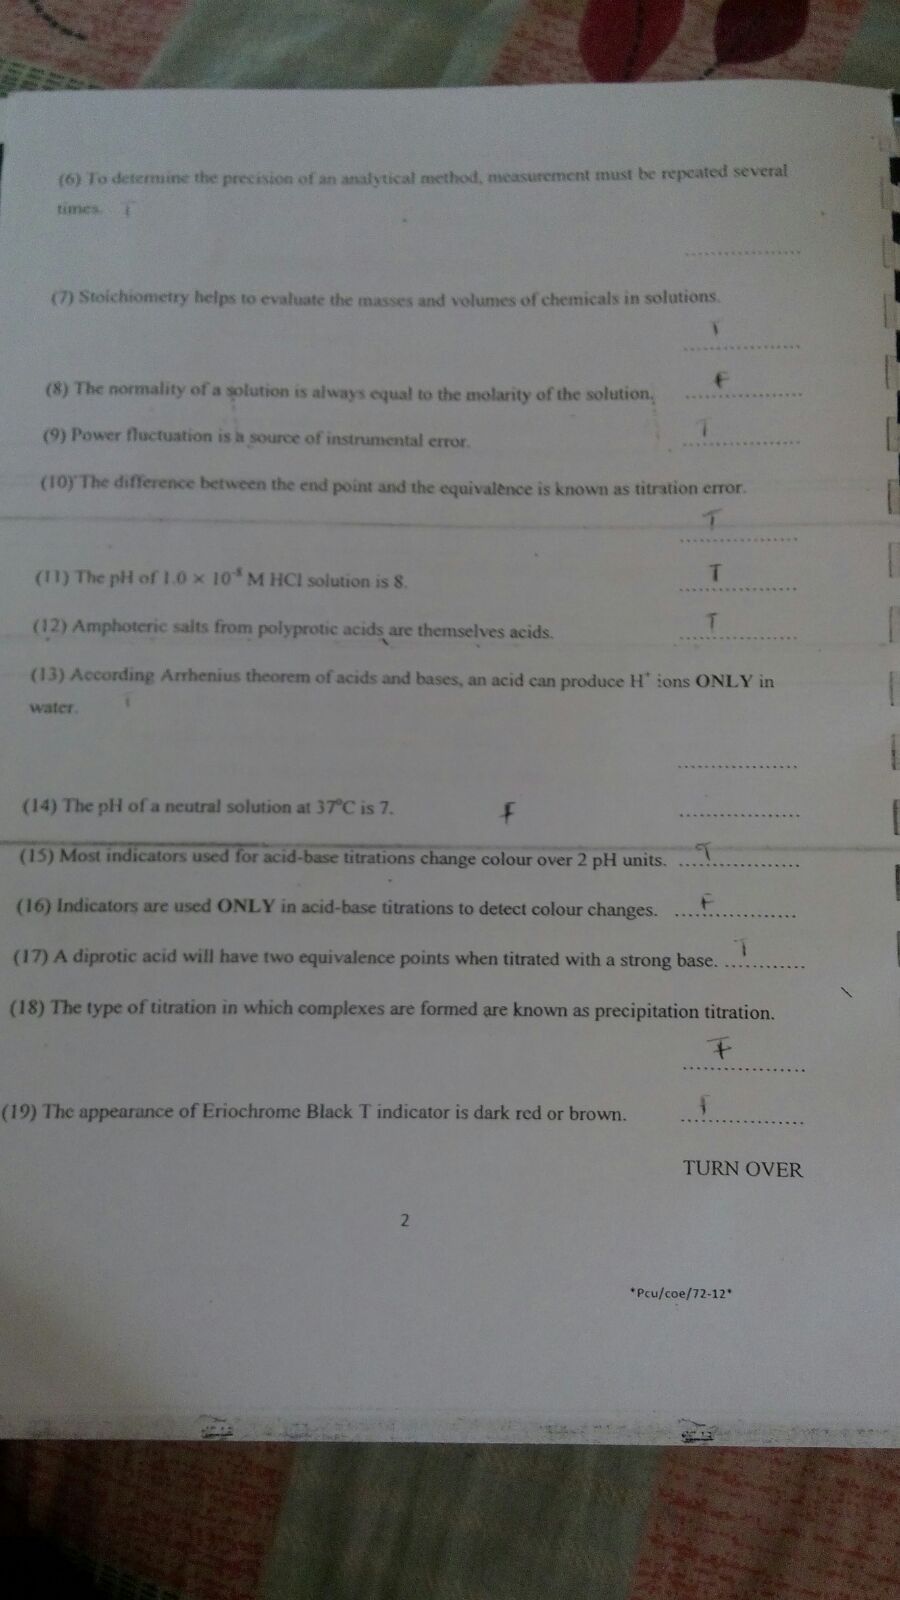 (6) To determine the precision of an analytical method, measurement must be repeated several
times.
....................
(7) Stoichiometry helps to evaluate the masses and volumes of chemicals in solutions.
T
....................
(8) The normality of a solution is always equal to the molarity of the solution. F
(9) Power fluctuation is a source of instrumental error. T
(10) The difference between the end point and the equivalence is known as titration error.
T
....................
(11) The pH of 1.0 × 10⁻⁸ M HCl solution is 8. T
(12) Amphoteric salts from polyprotic acids are themselves acids. T
(13) According Arrhenius theorem of acids and bases, an acid can produce H⁺ ions ONLY in
water.
....................
(14) The pH of a neutral solution at 37°C is 7. F ....................
(15) Most indicators used for acid-base titrations change colour over 2 pH units. T
(16) Indicators are used ONLY in acid-base titrations to detect colour changes. F
(17) A diprotic acid will have two equivalence points when titrated with a strong base. T
(18) The type of titration in which complexes are formed are known as precipitation titration.
F
....................
(19) The appearance of Eriochrome Black T indicator is dark red or brown. F
TURN OVER
2
*Pcu/coe/72-12*